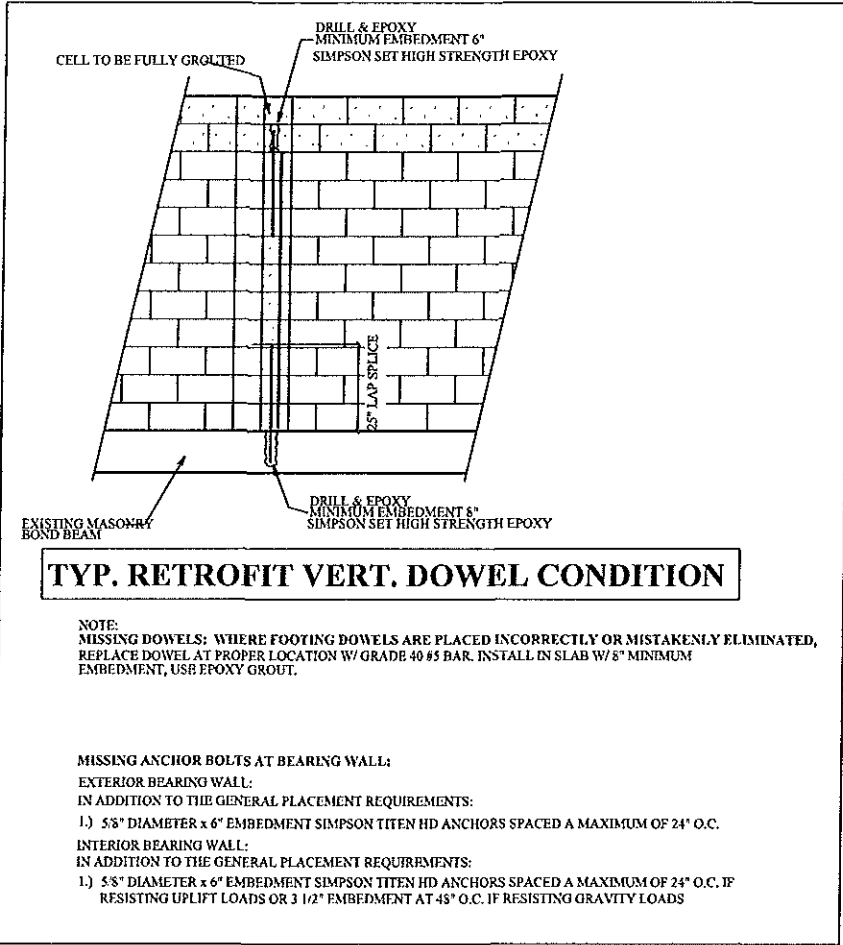 DRILL & EPOXY
MINIMUM EMBEDMENT 6"
SIMPSON SET HIGH STRENGTH EPOXY
CELL TO BE FULLY GROUTED
25" LAP SPLICE
DRILL & EPOXY
MINIMUM EMBEDMENT 8"
SIMPSON SET HIGH STRENGTH EPOXY
EXISTING MASONRY
BOND BEAM
TYP. RETROFIT VERT. DOWEL CONDITION
NOTE:
MISSING DOWELS: WHERE FOOTING DOWELS ARE PLACED INCORRECTLY OR MISTAKENLY ELIMINATED,
REPLACE DOWEL AT PROPER LOCATION W/ GRADE 40 #5 BAR. INSTALL IN SLAB W/ 8" MINIMUM
EMBEDMENT, USE EPOXY GROUT.
MISSING ANCHOR BOLTS AT BEARING WALL:
EXTERIOR BEARING WALL:
IN ADDITION TO THE GENERAL PLACEMENT REQUIREMENTS:
1.) 5/8" DIAMETER x 6" EMBEDMENT SIMPSON TITEN HD ANCHORS SPACED A MAXIMUM OF 24" O.C.
INTERIOR BEARING WALL:
IN ADDITION TO THE GENERAL PLACEMENT REQUIREMENTS:
1.) 5/8" DIAMETER x 6" EMBEDMENT SIMPSON TITEN HD ANCHORS SPACED A MAXIMUM OF 24" O.C. IF
RESISTING UPLIFT LOADS OR 3 1/2" EMBEDMENT AT 48" O.C. IF RESISTING GRAVITY LOADS